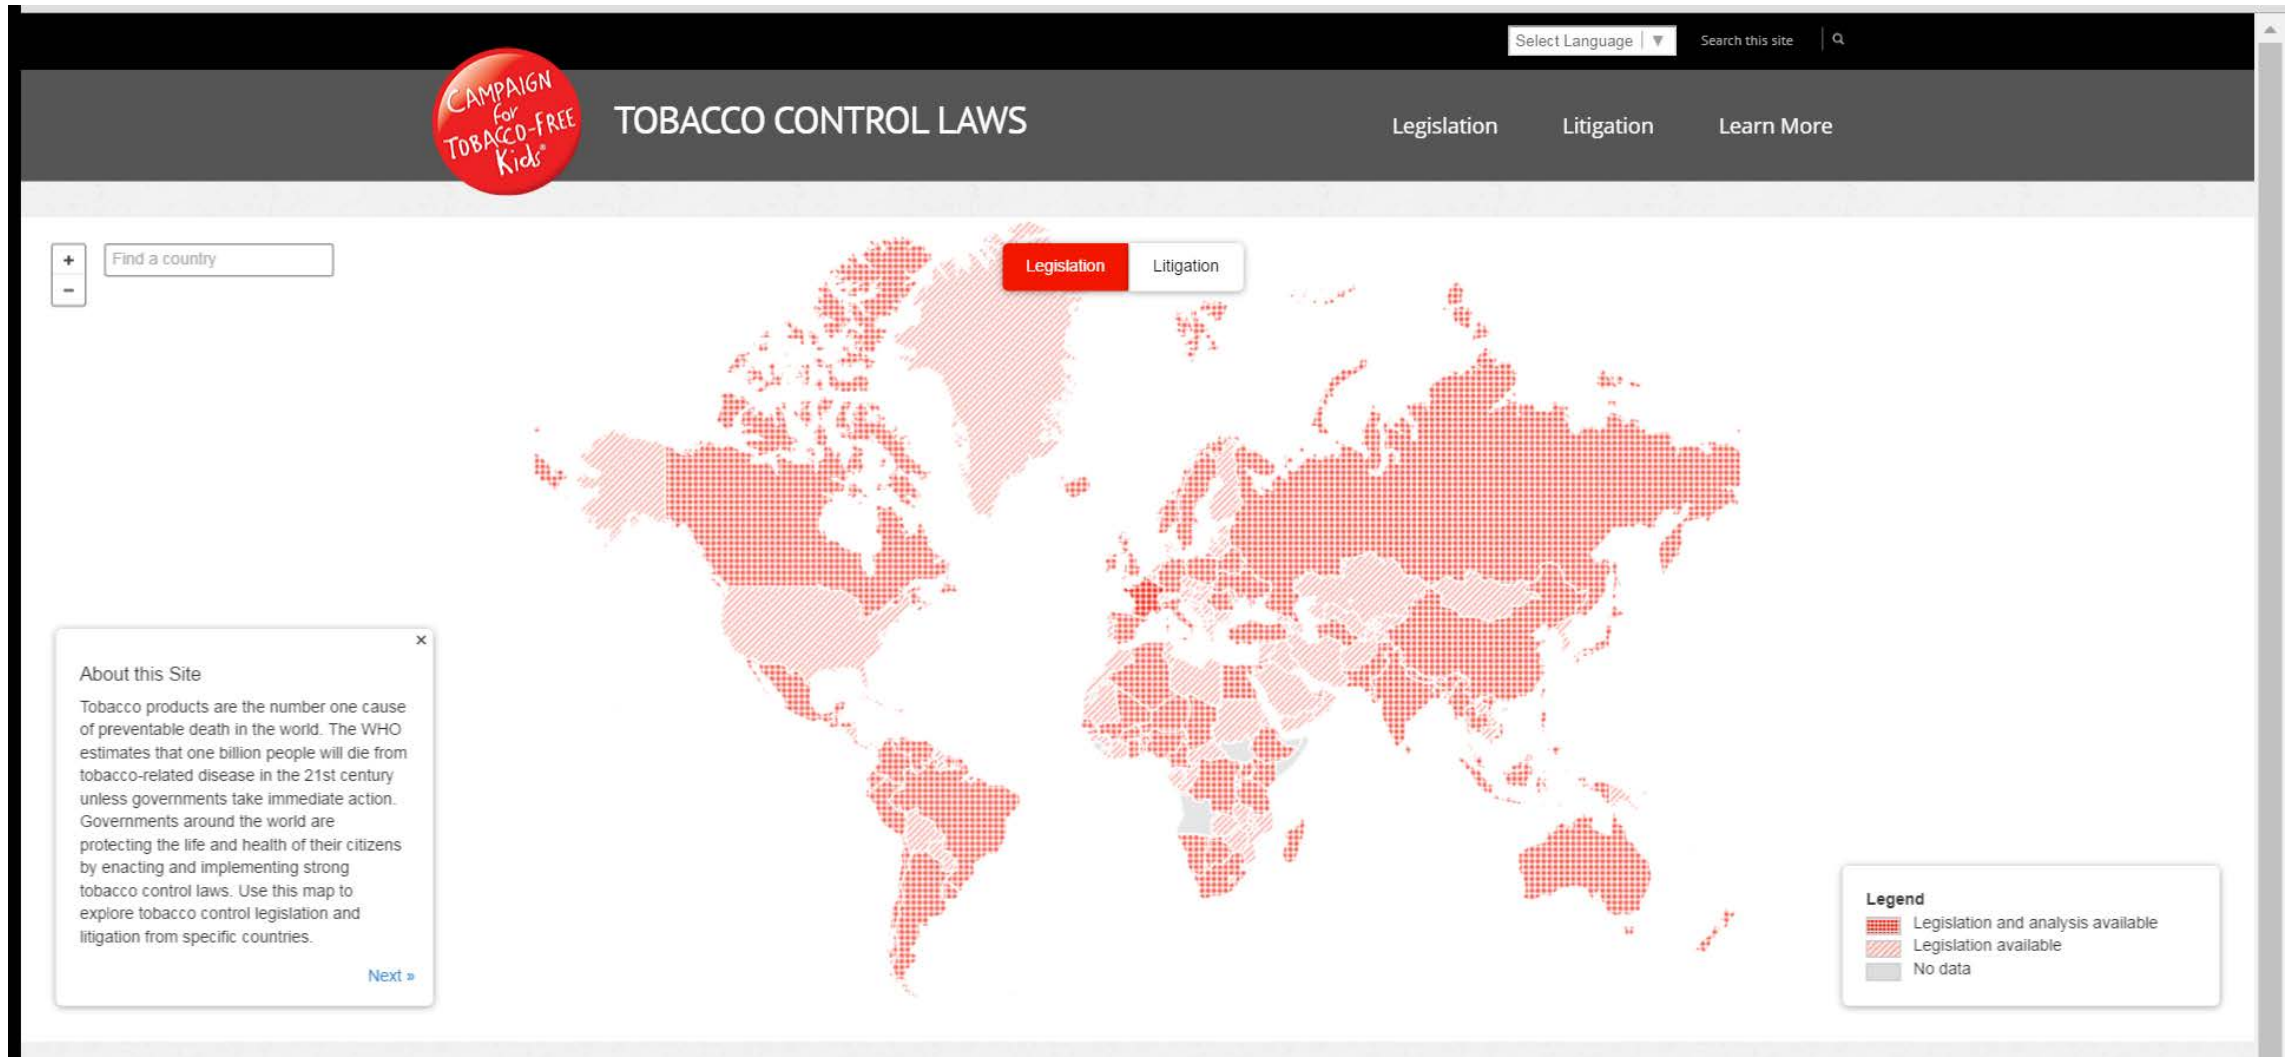 Select Language ▼
Search this site
CAMPAIGN
for
TOBACCO-FREE
Kids®
TOBACCO CONTROL LAWS
Legislation
Litigation
Learn More
+
−
Find a country
Legislation
Litigation
×
About this Site
Tobacco products are the number one cause
of preventable death in the world. The WHO
estimates that one billion people will die from
tobacco-related disease in the 21st century
unless governments take immediate action.
Governments around the world are
protecting the life and health of their citizens
by enacting and implementing strong
tobacco control laws. Use this map to
explore tobacco control legislation and
litigation from specific countries.
Next »
Legend
Legislation and analysis available
Legislation available
No data